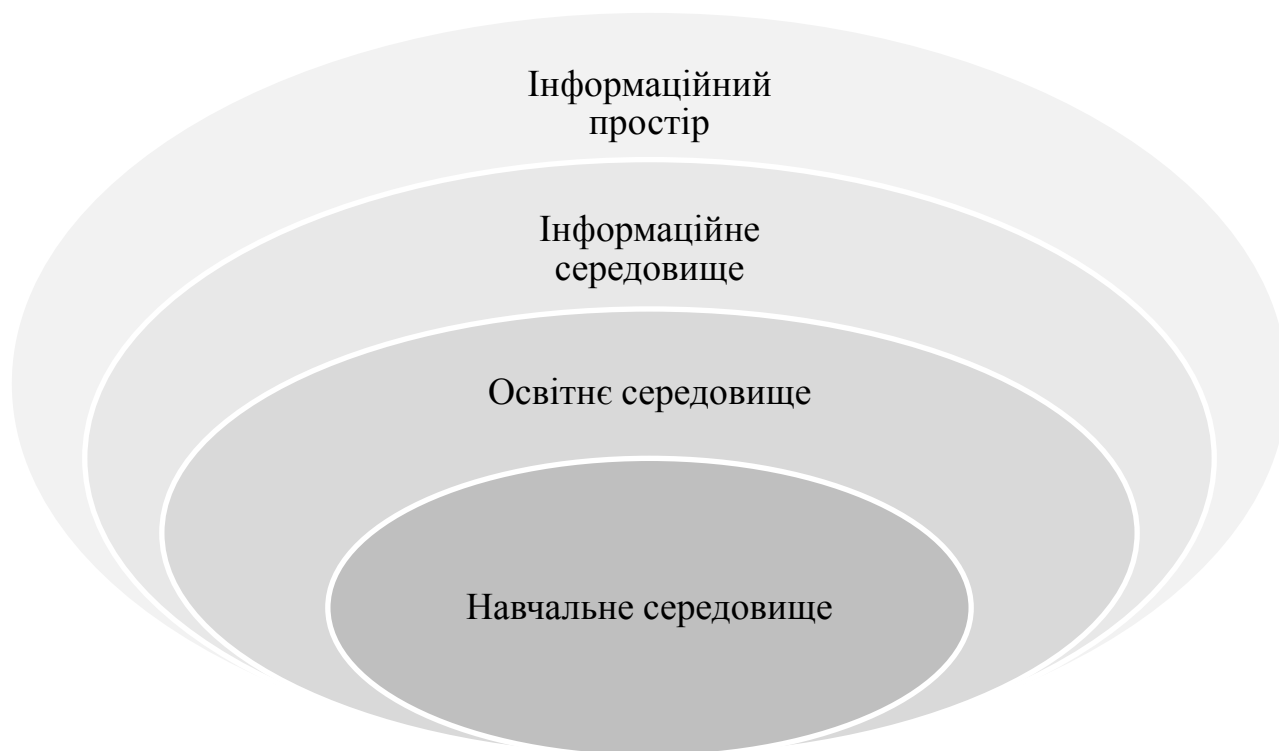 Інформаційний
простір
Інформаційне
середовище
Освітнє середовище
Навчальне середовище